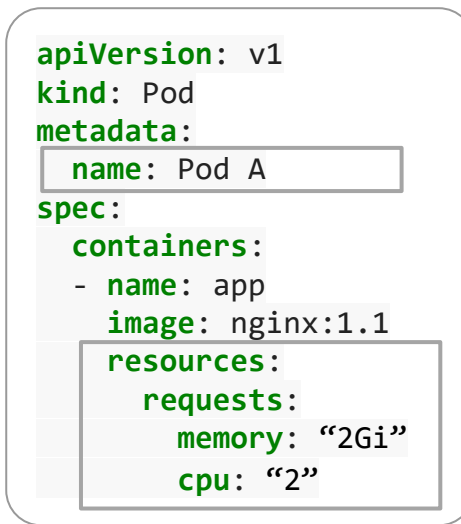 apiVersion: v1
kind: Pod
metadata:
  name: Pod A
spec:
  containers:
  - name: app
    image: nginx:1.1
    resources:
      requests:
        memory: “2Gi”
        cpu: “2”